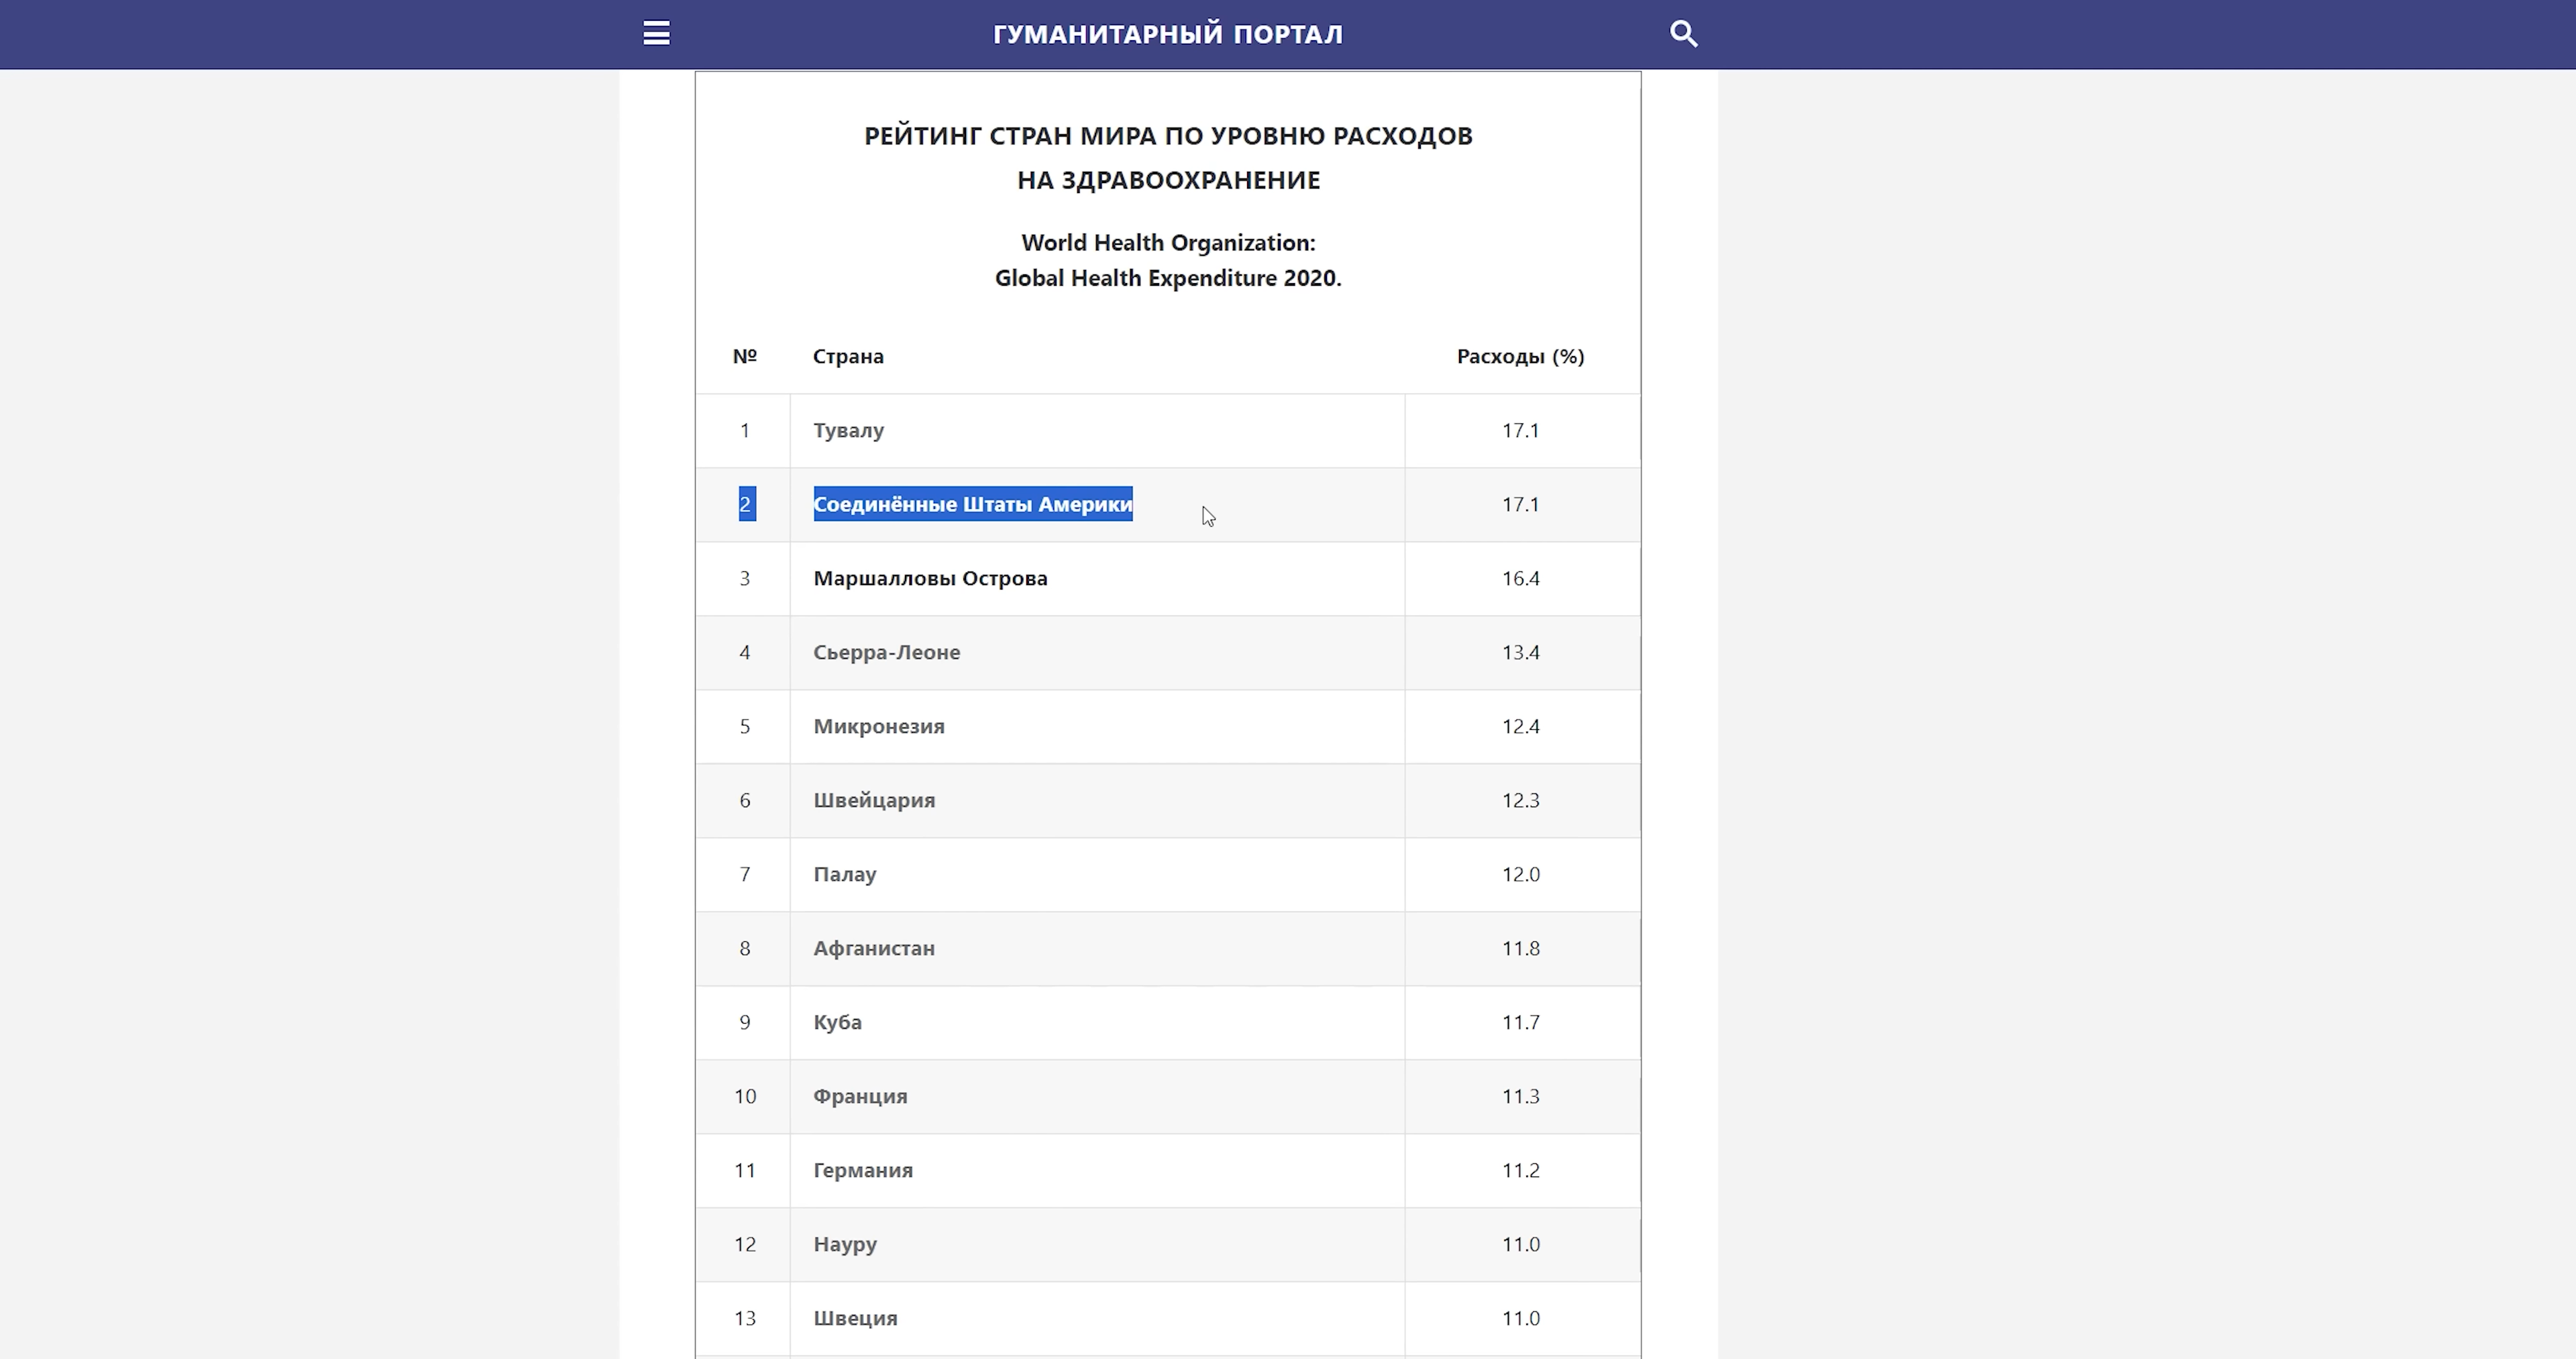 ГУМАНИТАРНЫЙ ПОРТАЛ
РЕЙТИНГ СТРАН МИРА ПО УРОВНЮ РАСХОДОВ
НА ЗДРАВООХРАНЕНИЕ
World Health Organization:
Global Health Expenditure 2020.
№ Страна Расходы (%)
1 Тувалу 17.1
2 Соединённые Штаты Америки 17.1
3 Маршалловы Острова 16.4
4 Сьерра-Леоне 13.4
5 Микронезия 12.4
6 Швейцария 12.3
7 Палау 12.0
8 Афганистан 11.8
9 Куба 11.7
10 Франция 11.3
11 Германия 11.2
12 Науру 11.0
13 Швеция 11.0